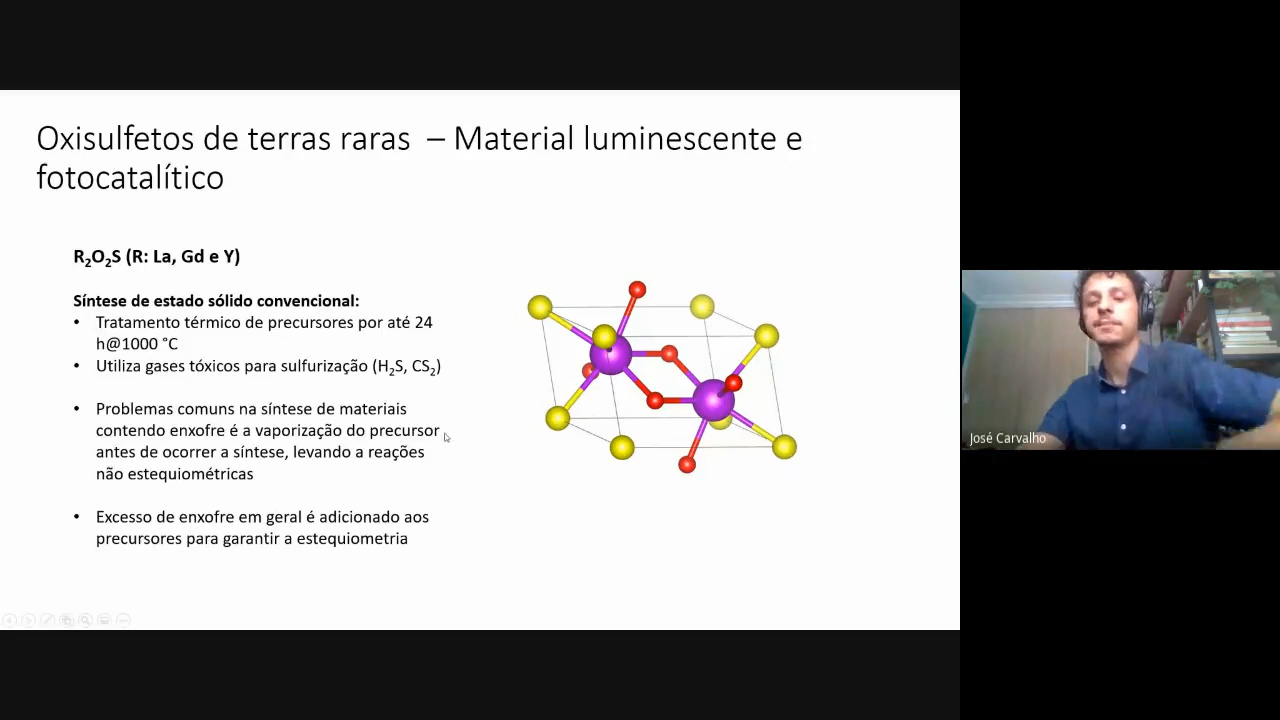 Oxisulfetos de terras raras – Material luminescente e
fotocatalítico
R₂O₂S (R: La, Gd e Y)
Síntese de estado sólido convencional:
• Tratamento térmico de precursores por até 24
h@1000 °C
• Utiliza gases tóxicos para sulfurização (H₂S, CS₂)
• Problemas comuns na síntese de materiais
contendo enxofre é a vaporização do precursor
antes de ocorrer a síntese, levando a reações
não estequiométricas
• Excesso de enxofre em geral é adicionado aos
precursores para garantir a estequiometria
José Carvalho